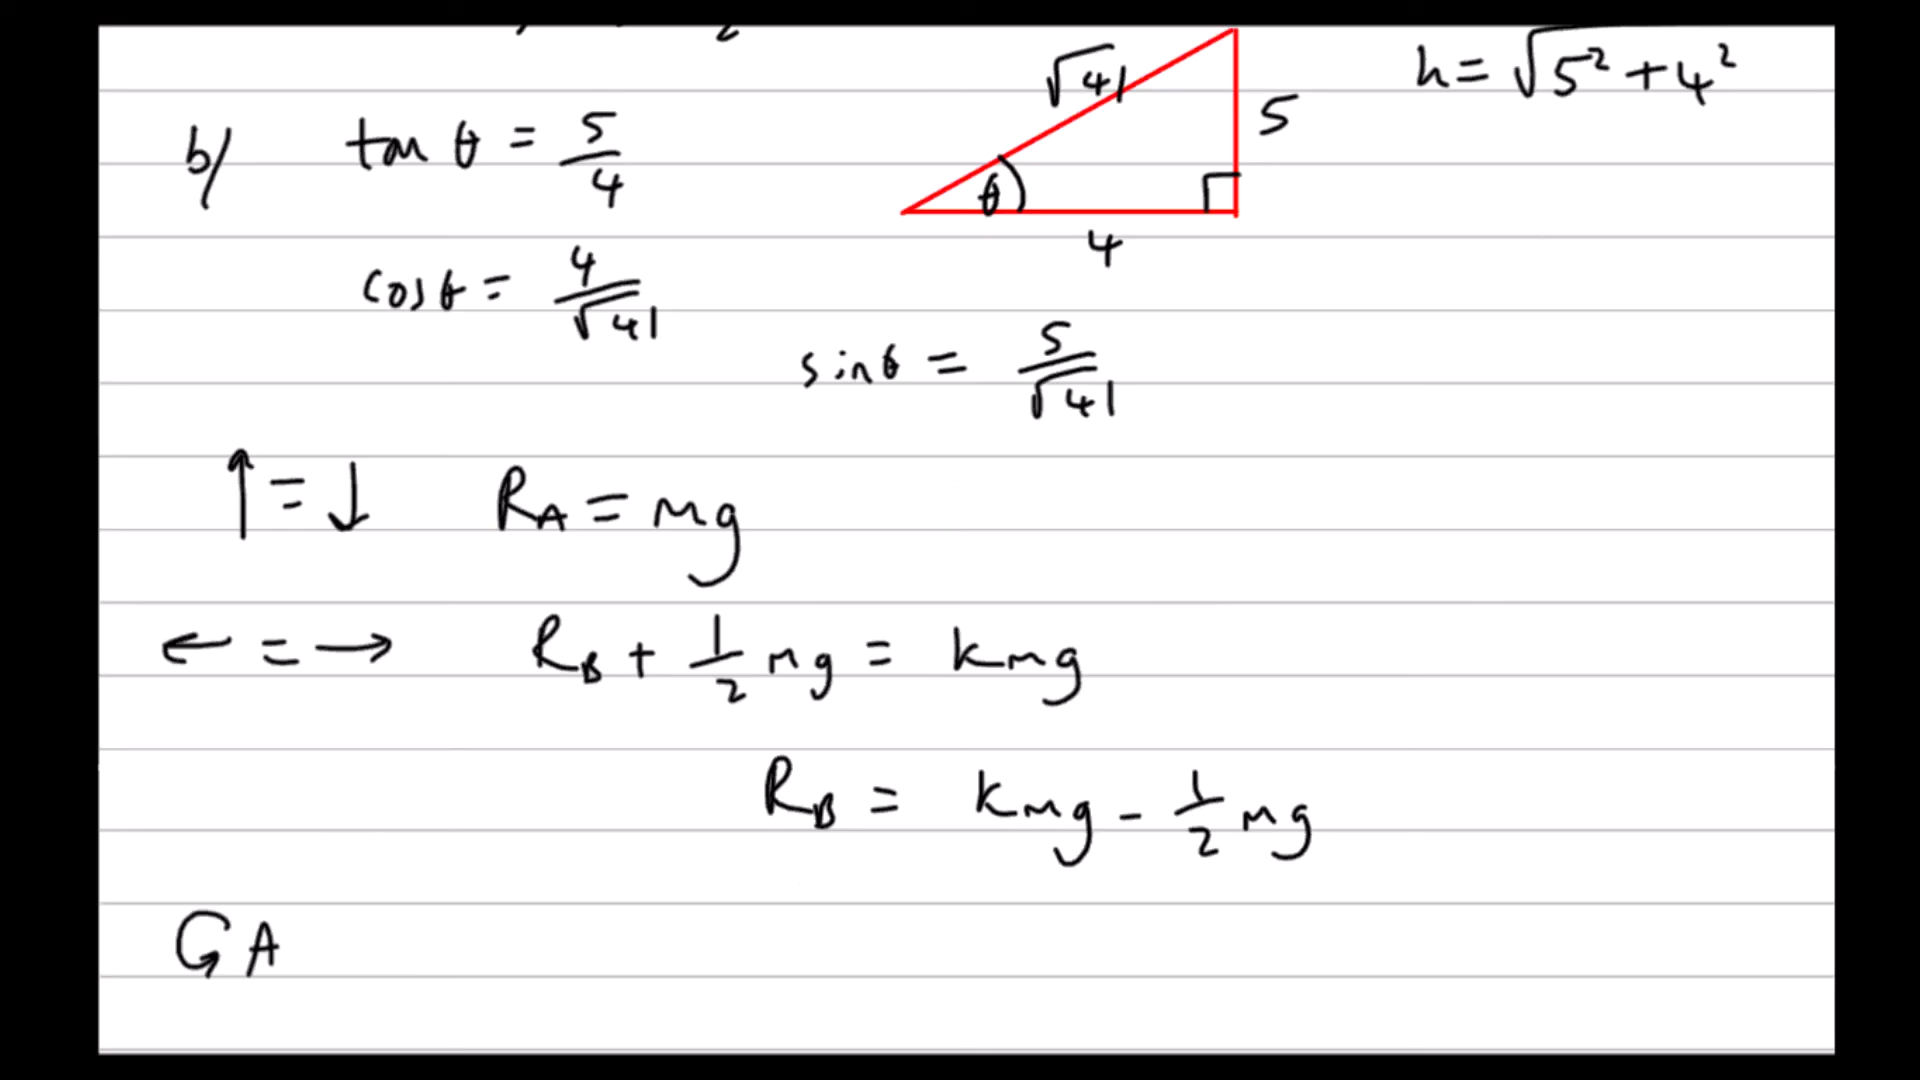 h = √5² + 4²
√41
5
b/ tan θ = 5/4
θ
4
cos θ = 4/√41
sin θ = 5/√41
↑ = ↓ R_A = mg
← = → R_B + 1/2 mg = kmg
R_B = kmg - 1/2 mg
↺ A